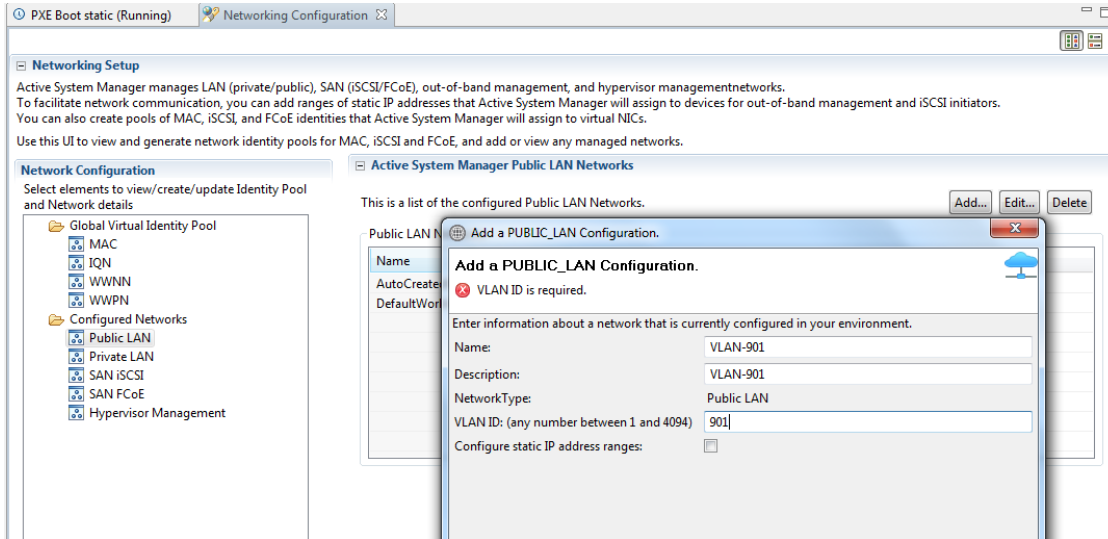 PXE Boot static (Running)
Networking Configuration
Networking Setup
Active System Manager manages LAN (private/public), SAN (iSCSI/FCoE), out-of-band management, and hypervisor managementnetworks.
To facilitate network communication, you can add ranges of static IP addresses that Active System Manager will assign to devices for out-of-band management and iSCSI initiators.
You can also create pools of MAC, iSCSI, and FCoE identities that Active System Manager will assign to virtual NICs.
Use this UI to view and generate network identity pools for MAC, iSCSI and FCoE, and add or view any managed networks.
Network Configuration
Select elements to view/create/update Identity Pool
and Network details
Global Virtual Identity Pool
MAC
IQN
WWNN
WWPN
Configured Networks
Public LAN
Private LAN
SAN iSCSI
SAN FCoE
Hypervisor Management
Active System Manager Public LAN Networks
This is a list of the configured Public LAN Networks.
Add... Edit... Delete
Public LAN N
Name
AutoCreate
DefaultWor
Add a PUBLIC_LAN Configuration.
Add a PUBLIC_LAN Configuration.
VLAN ID is required.
Enter information about a network that is currently configured in your environment.
Name: VLAN-901
Description: VLAN-901
NetworkType: Public LAN
VLAN ID: (any number between 1 and 4094) 901
Configure static IP address ranges: